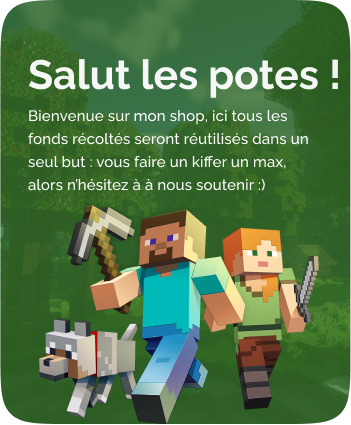 Salut les potes !
Bienvenue sur mon shop, ici tous les
fonds récoltés seront réutilisés dans un
seul but : vous faire un kiffer un max,
alors n'hésitez à à nous soutenir :)